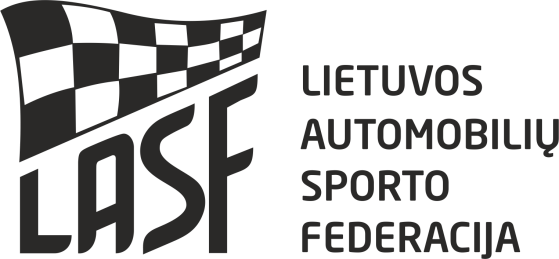 LASF
LIETUVOS
AUTOMOBILIŲ
SPORTO
FEDERACIJA